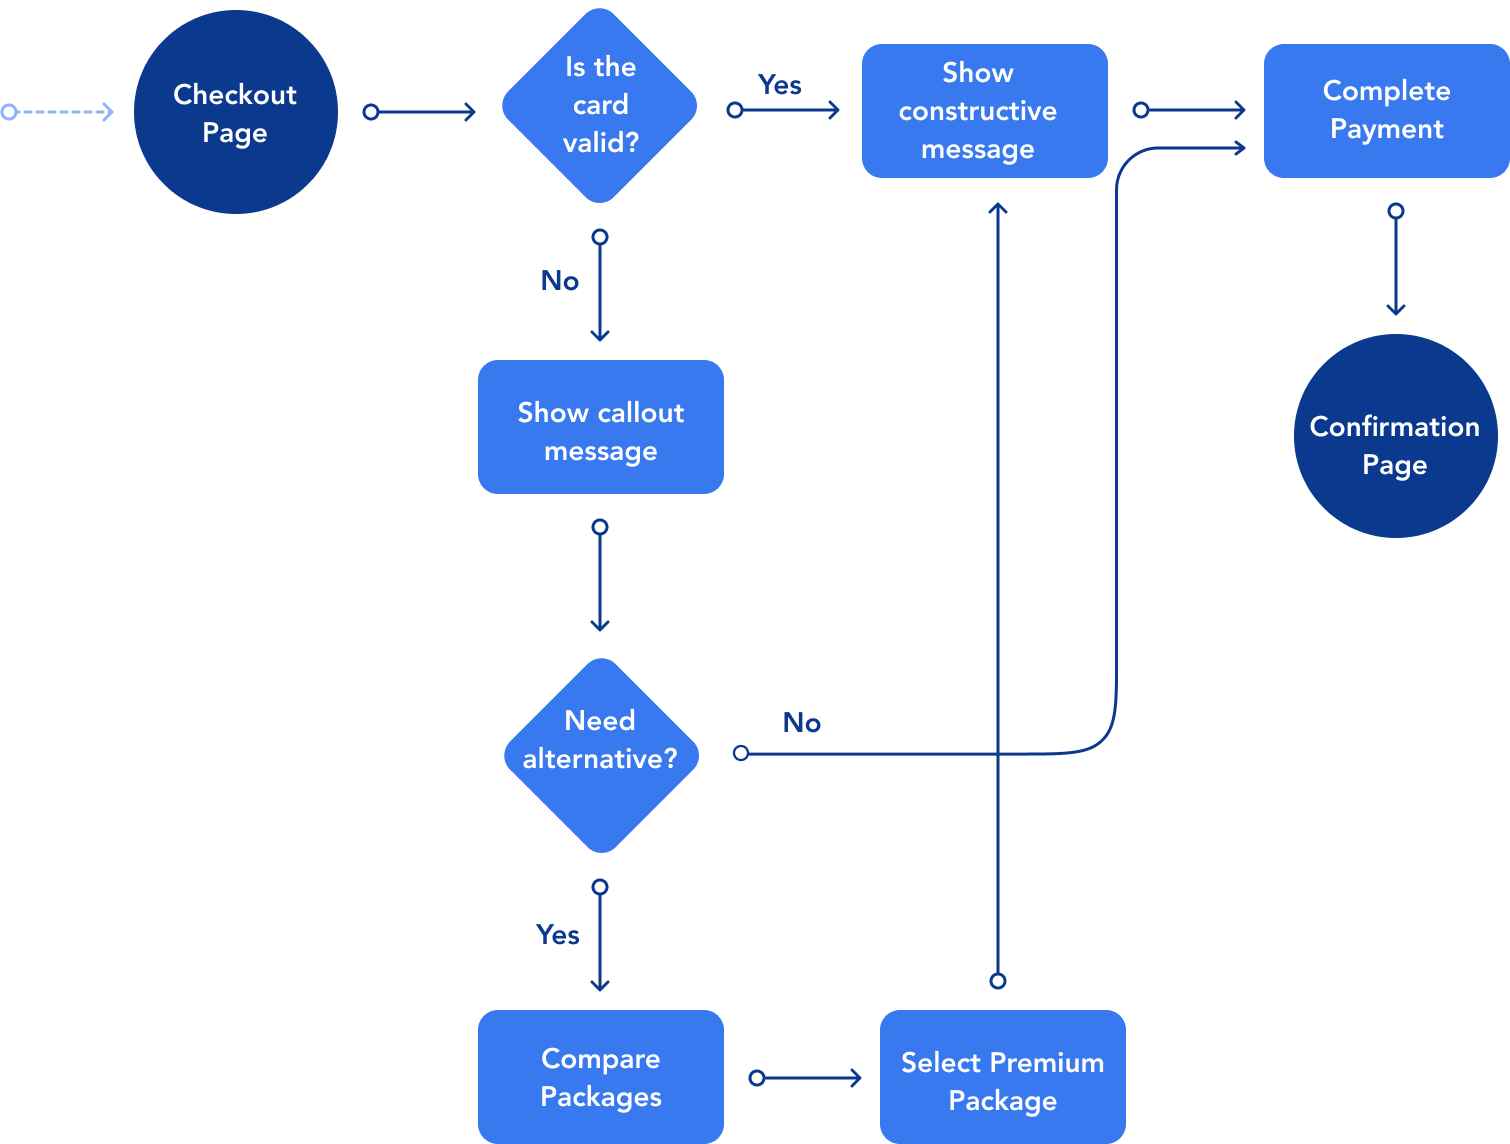 Checkout
Page
Is the
card
valid?
Yes
Show
constructive
message
Complete
Payment
No
Show callout
message
Confirmation
Page
Need
alternative?
No
Yes
Compare
Packages
Select Premium
Package